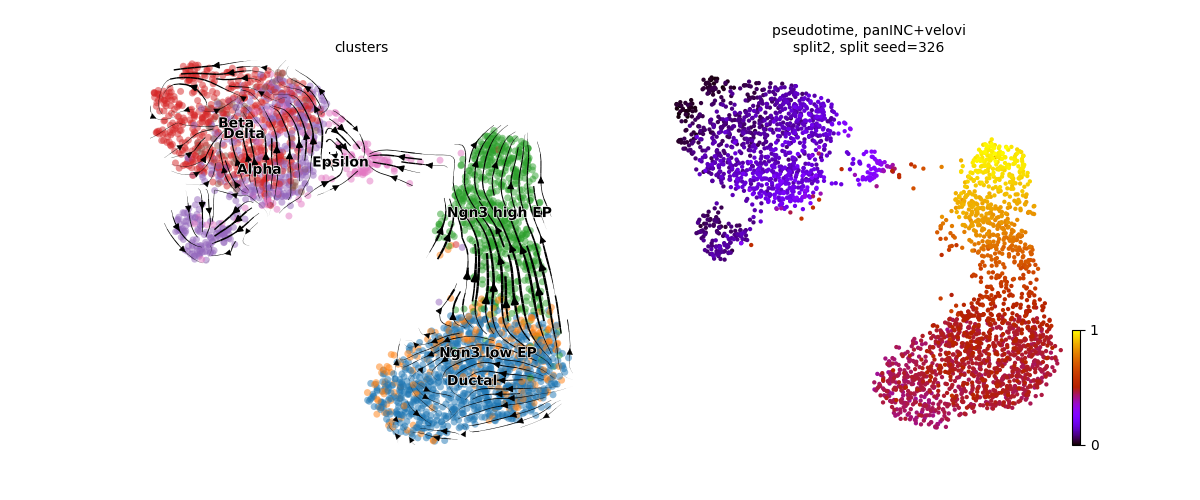 clusters
Beta
Delta
Alpha
Epsilon
Ngn3 high EP
Ngn3 low EP
Ductal
pseudotime, panINC+velovi
split2, split seed=326
1
0